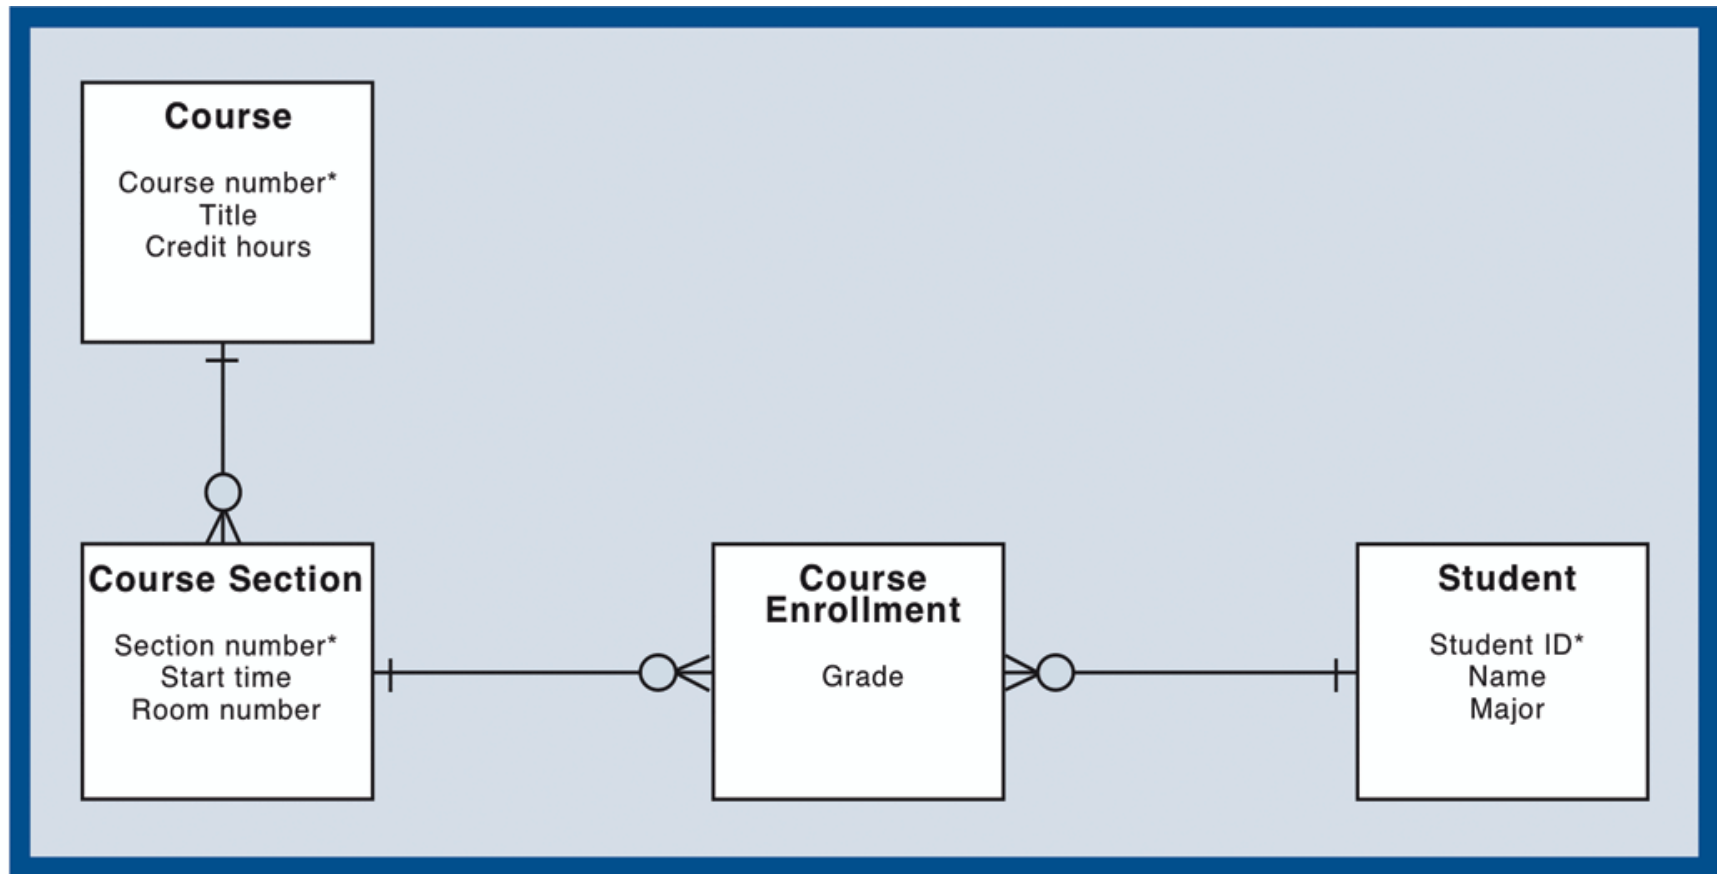 Course
Course number*
Title
Credit hours
Course Section
Section number*
Start time
Room number
Course
Enrollment
Grade
Student
Student ID*
Name
Major